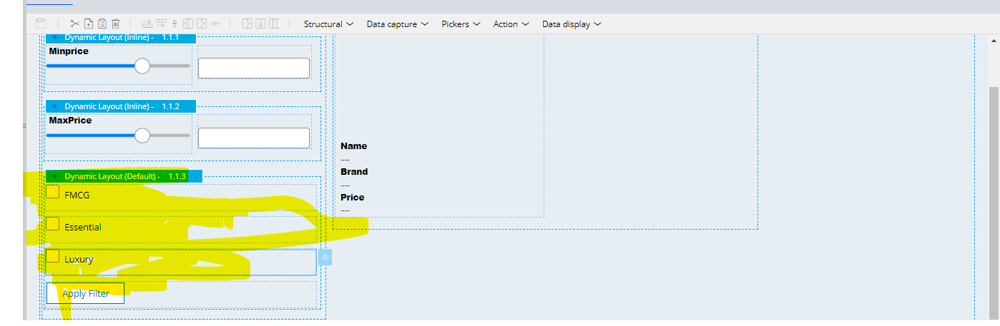 Structural Data capture Pickers Action Data display
Dynamic Layout (Inline) - 1.1.1
Minprice
Dynamic Layout (Inline) - 1.1.2
MaxPrice
Dynamic Layout (Default) - 1.1.3
FMCG
Essential
Luxury
Apply Filter
Name
--
Brand
--
Price
--